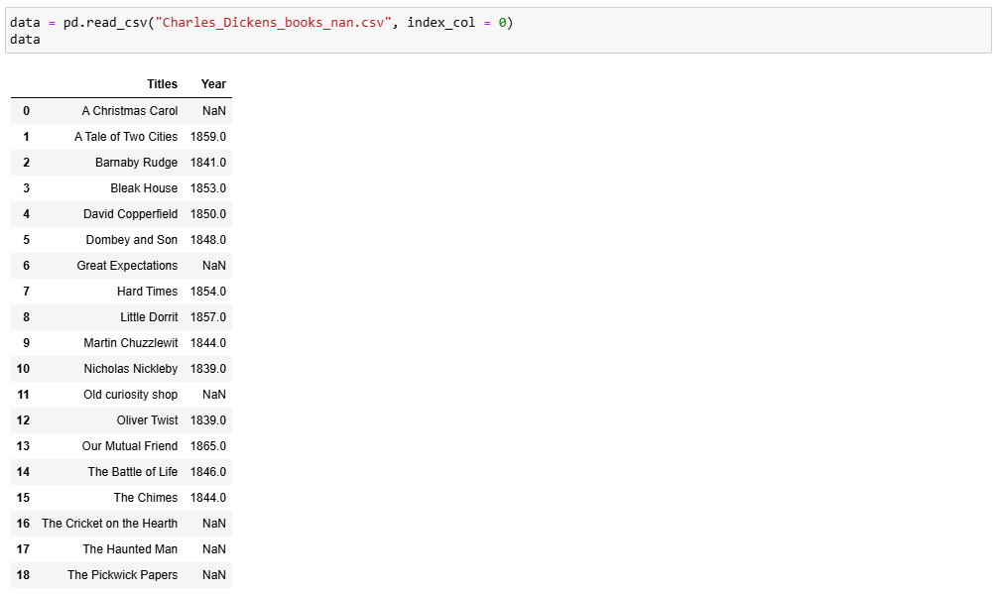 data = pd.read_csv("Charles_Dickens_books_nan.csv", index_col = 0)
data
Titles Year
0 A Christmas Carol NaN
1 A Tale of Two Cities 1859.0
2 Barnaby Rudge 1841.0
3 Bleak House 1853.0
4 David Copperfield 1850.0
5 Dombey and Son 1848.0
6 Great Expectations NaN
7 Hard Times 1854.0
8 Little Dorrit 1857.0
9 Martin Chuzzlewit 1844.0
10 Nicholas Nickleby 1839.0
11 Old curiosity shop NaN
12 Oliver Twist 1839.0
13 Our Mutual Friend 1865.0
14 The Battle of Life 1846.0
15 The Chimes 1844.0
16 The Cricket on the Hearth NaN
17 The Haunted Man NaN
18 The Pickwick Papers NaN